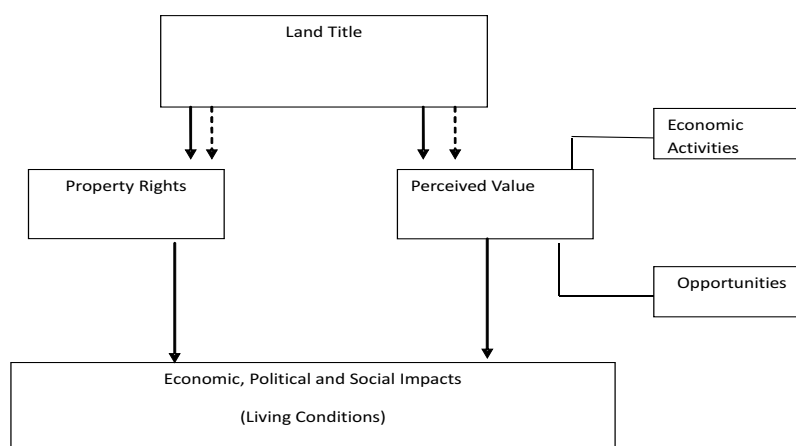 Land Title
Economic
Activities
Property Rights
Perceived Value
Opportunities
Economic, Political and Social Impacts
(Living Conditions)